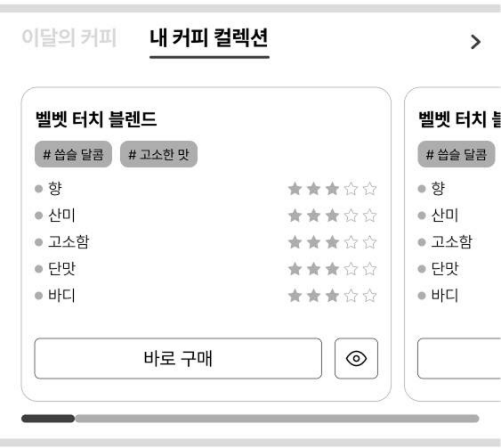 이달의 커피 내 커피 컬렉션
벨벳 터치 블렌드
# 씁슬 달콤 # 고소한 맛
향
산미
고소함
단맛
바디
바로 구매
벨벳 터치
# 씁슬 달콤
향
산미
고소함
단맛
바디